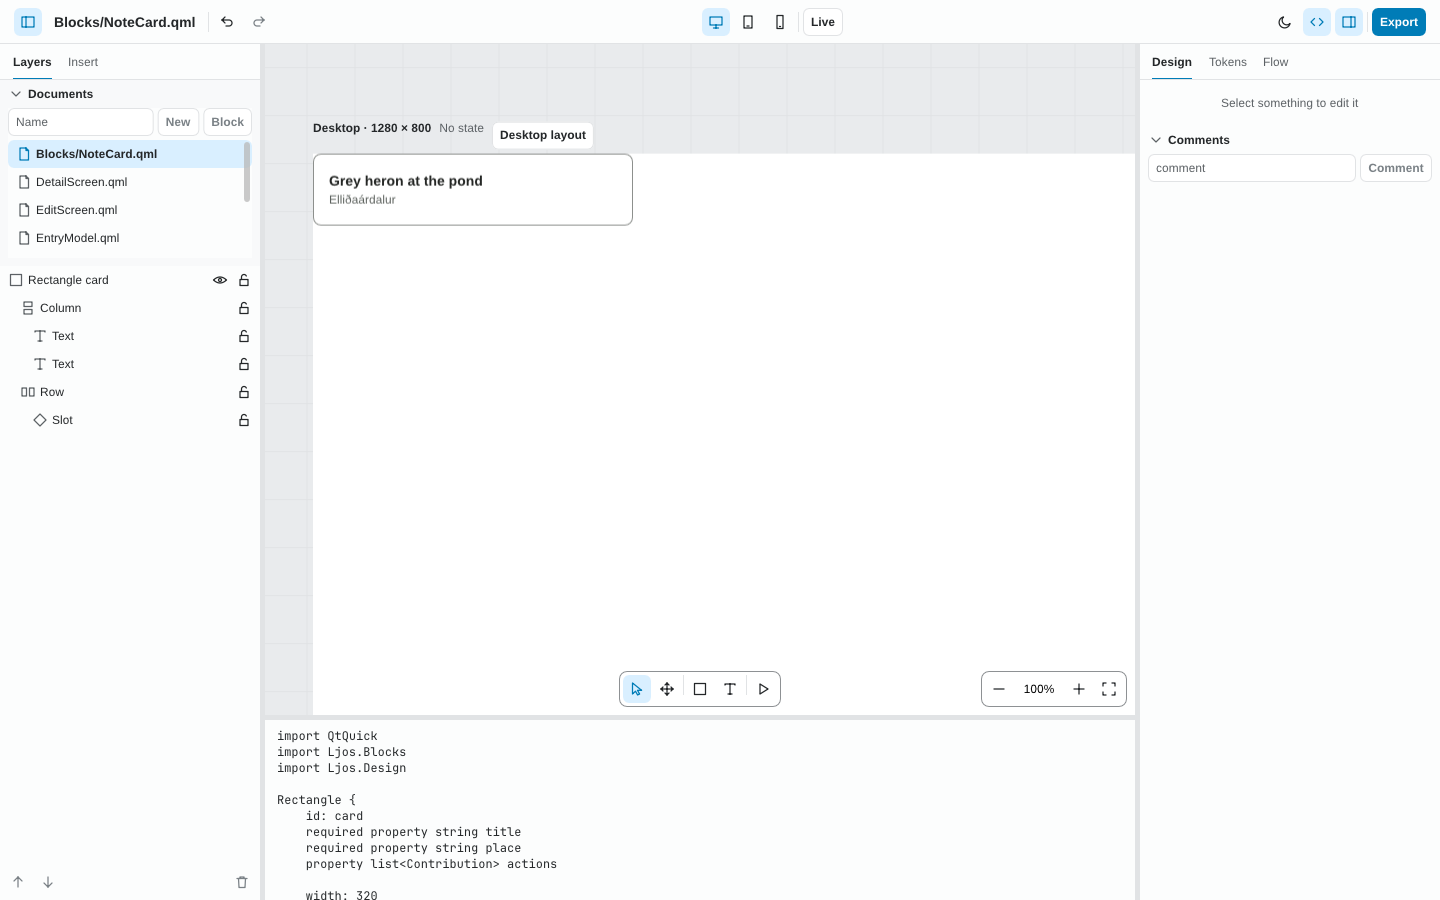 Blocks/NoteCard.qml
Live
Export
Layers Insert
Documents
Name New Block
Blocks/NoteCard.qml
DetailScreen.qml
EditScreen.qml
EntryModel.qml
Rectangle card
Column
Text
Text
Row
Slot
Desktop · 1280 × 800 No state Desktop layout
Grey heron at the pond
Elliðaárdalur
100%
import QtQuick
import Ljos.Blocks
import Ljos.Design
Rectangle {
id: card
required property string title
required property string place
property list<Contribution> actions
width: 320
Design Tokens Flow
Select something to edit it
Comments
comment Comment